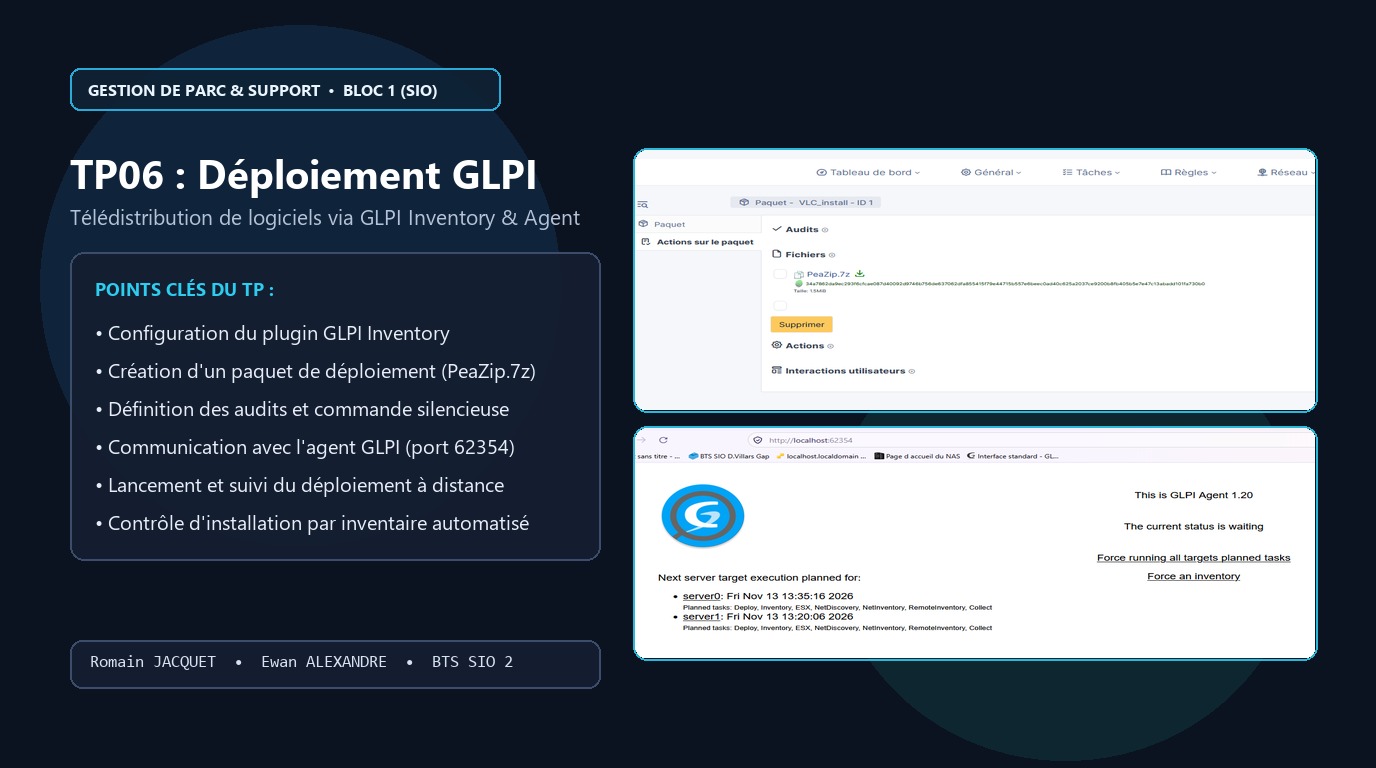 GESTION DE PARC & SUPPORT • BLOC 1 (SIO)
TP06 : Déploiement GLPI
Télédistribution de logiciels via GLPI Inventory & Agent
POINTS CLÉS DU TP :
• Configuration du plugin GLPI Inventory
• Création d'un paquet de déploiement (PeaZip.7z)
• Définition des audits et commande silencieuse
• Communication avec l'agent GLPI (port 62354)
• Lancement et suivi du déploiement à distance
• Contrôle d'installation par inventaire automatisé
Romain JACQUET • Ewan ALEXANDRE • BTS SIO 2
Tableau de bord Général Tâches Règles Réseau
Paquet - VLC_install - ID 1
Paquet
Actions sur le paquet
Audits
Fichiers
PeaZip.7z
Taille: 1.5MiB
Supprimer
Actions
Interactions utilisateurs
http://localhost:62354
sans titre - ... BTS SIO D.Villars Gap localhost.localdomain ... Page d accueil du NAS Interface standard - GL...
This is GLPI Agent 1.20
The current status is waiting
Force running all targets planned tasks
Force an inventory
Next server target execution planned for:
• server0: Fri Nov 13 13:35:16 2026
Planned tasks: Deploy, Inventory, ESX, NetDiscovery, NetInventory, RemoteInventory, Collect
• server1: Fri Nov 13 13:20:06 2026
Planned tasks: Deploy, Inventory, ESX, NetDiscovery, NetInventory, RemoteInventory, Collect